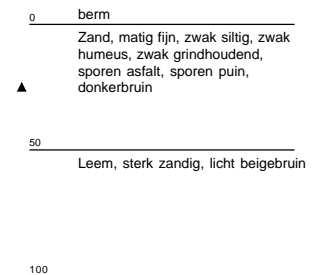 0 berm
Zand, matig fijn, zwak siltig, zwak
humeus, zwak grindhoudend,
sporen asfalt, sporen puin,
donkerbruin
50
Leem, sterk zandig, licht beigebruin
100